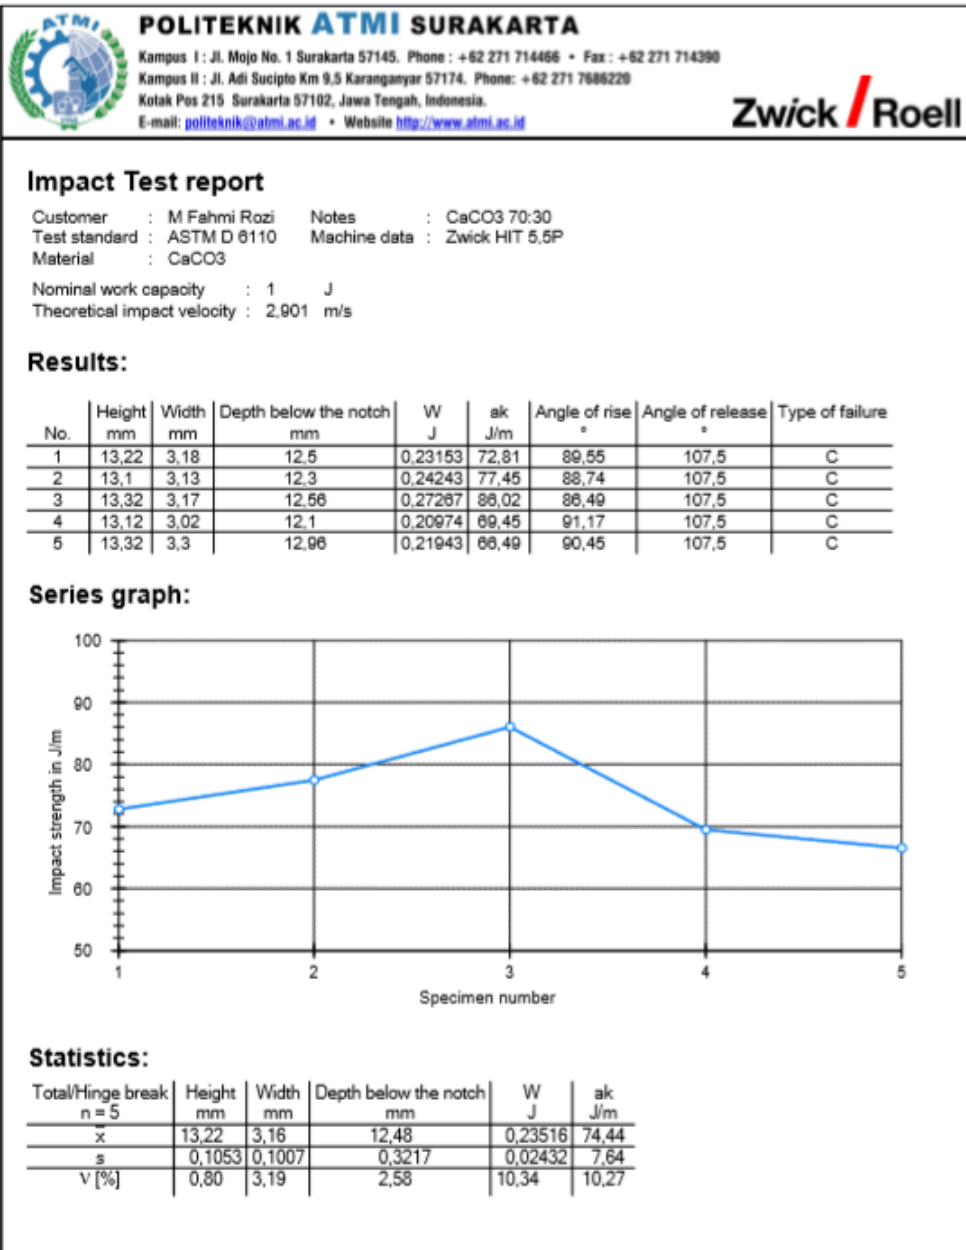 POLITEKNIK ATMI SURAKARTA
Kampus I : Jl. Mojo No. 1 Surakarta 57145. Phone : +62 271 714466 • Fax : +62 271 714390
Kampus II : Jl. Adi Sucipto Km 9,5 Karanganyar 57174. Phone: +62 271 7686220
Kotak Pos 215 Surakarta 57102, Jawa Tengah, Indonesia.
E-mail: politeknik@atmi.ac.id • Website http://www.atmi.ac.id
ATMI
Zwick / Roell
Impact Test report
Customer : M Fahmi Rozi Notes : CaCO3 70:30
Test standard : ASTM D 6110 Machine data : Zwick HIT 5,5P
Material : CaCO3
Nominal work capacity : 1 J
Theoretical impact velocity : 2,901 m/s
Results:
Height Width Depth below the notch W ak Angle of rise Angle of release Type of failure
No. mm mm mm J J/m ° °
1 13,22 3,18 12,5 0,23153 72,81 89,55 107,5 C
2 13,1 3,13 12,3 0,24243 77,45 88,74 107,5 C
3 13,32 3,17 12,56 0,27267 86,02 86,49 107,5 C
4 13,12 3,02 12,1 0,20974 69,45 91,17 107,5 C
5 13,32 3,3 12,96 0,21943 66,49 90,45 107,5 C
Series graph:
Impact strength in J/m
100
90
80
70
60
50
1 2 3 4 5
Specimen number
Statistics:
Total/Hinge break Height Width Depth below the notch W ak
n = 5 mm mm mm J J/m
x̄ 13,22 3,16 12,48 0,23516 74,44
s 0,1053 0,1007 0,3217 0,02432 7,64
ν [%] 0,80 3,19 2,58 10,34 10,27